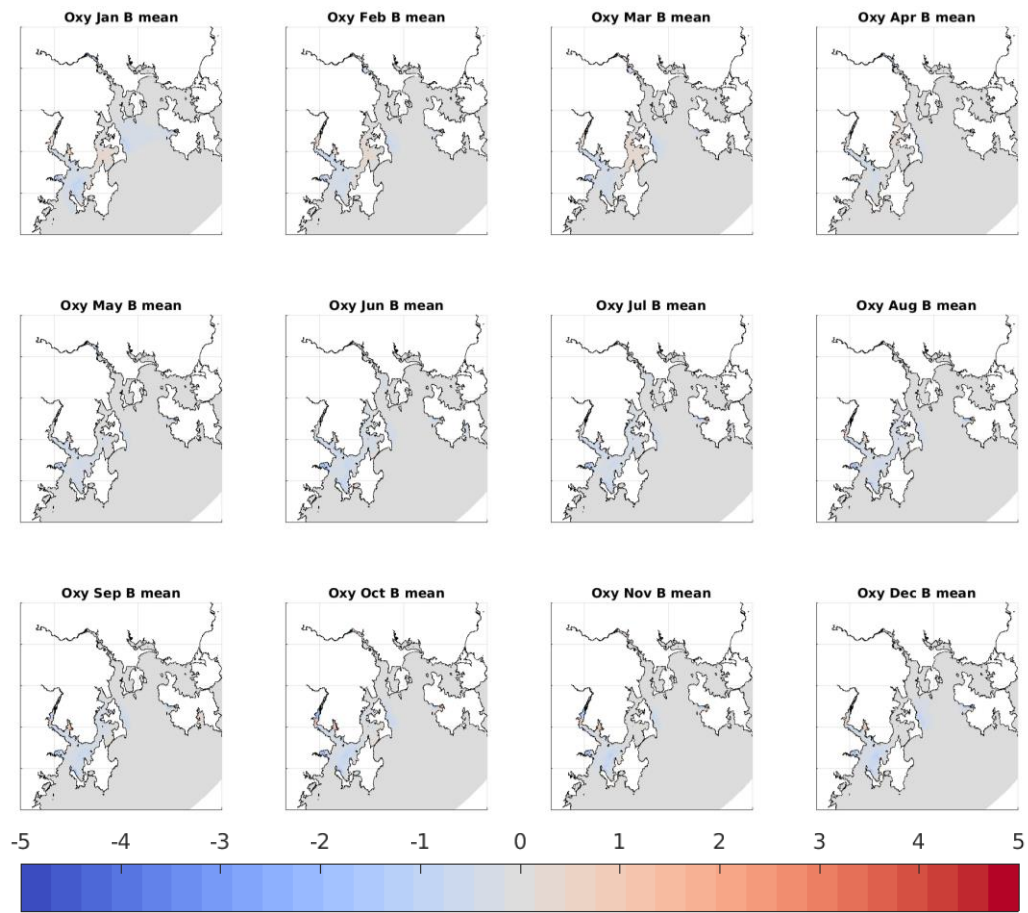 Oxy Jan B mean
Oxy Feb B mean
Oxy Mar B mean
Oxy Apr B mean
Oxy May B mean
Oxy Jun B mean
Oxy Jul B mean
Oxy Aug B mean
Oxy Sep B mean
Oxy Oct B mean
Oxy Nov B mean
Oxy Dec B mean
-5 -4 -3 -2 -1 0 1 2 3 4 5